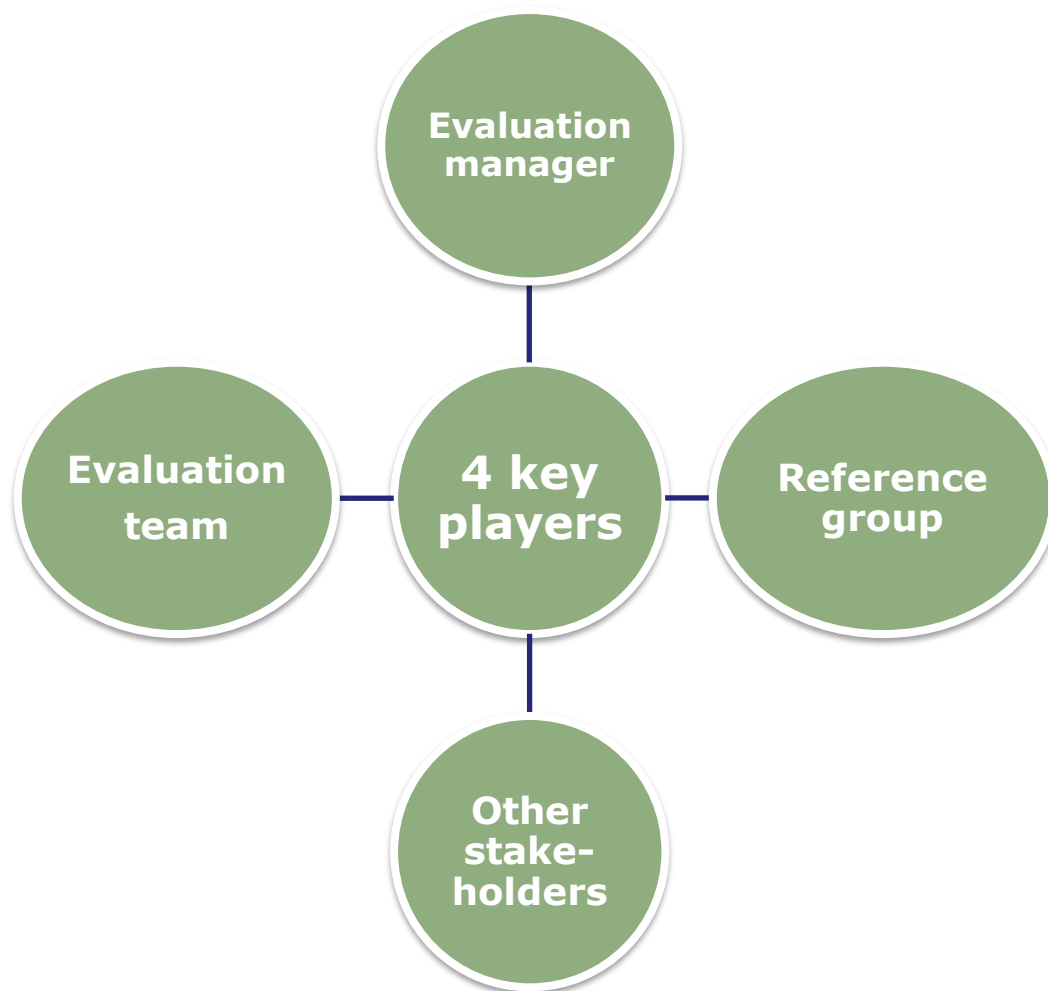 Evaluation
manager
Evaluation
team
4 key
players
Reference
group
Other
stake-
holders